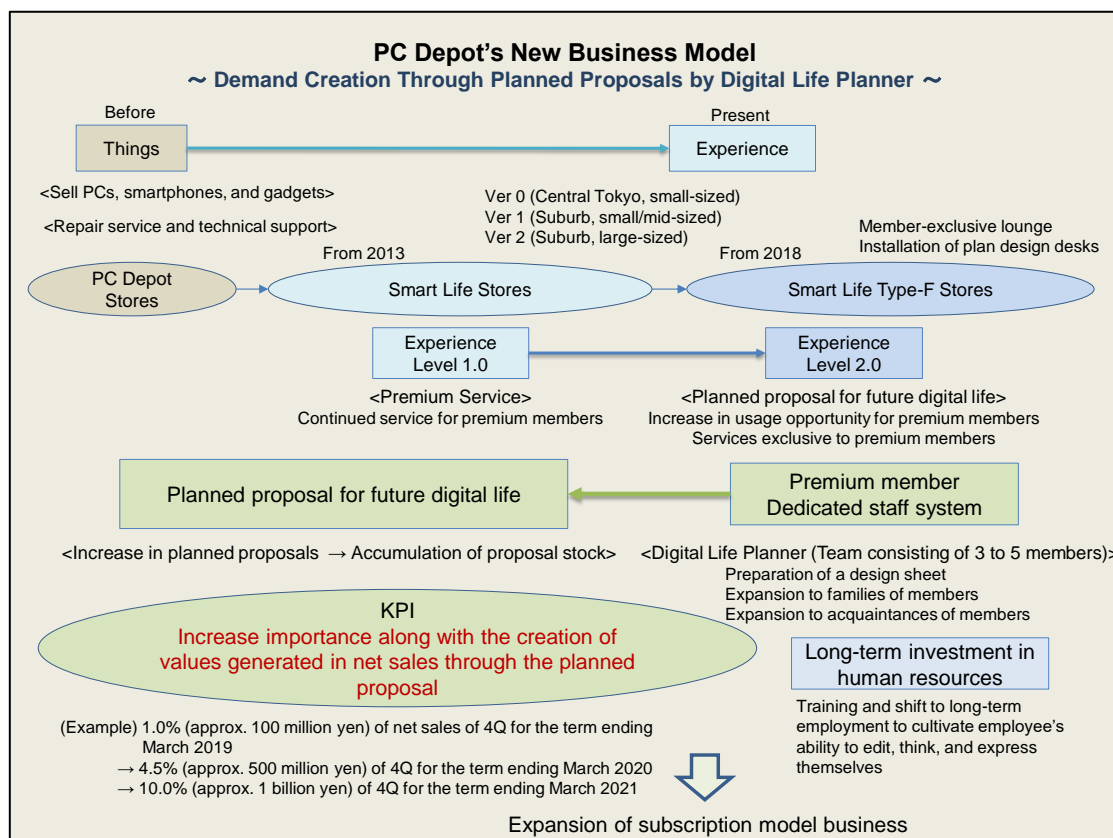 PC Depot's New Business Model
～ Demand Creation Through Planned Proposals by Digital Life Planner ～
Before
Present
Things
Experience
<Sell PCs, smartphones, and gadgets>
<Repair service and technical support>
Ver 0 (Central Tokyo, small-sized)
Ver 1 (Suburb, small/mid-sized)
Ver 2 (Suburb, large-sized)
Member-exclusive lounge
Installation of plan design desks
From 2013
From 2018
PC Depot
Stores
Smart Life Stores
Smart Life Type-F Stores
Experience
Level 1.0
Experience
Level 2.0
<Premium Service>
Continued service for premium members
<Planned proposal for future digital life>
Increase in usage opportunity for premium members
Services exclusive to premium members
Planned proposal for future digital life
Premium member
Dedicated staff system
<Increase in planned proposals → Accumulation of proposal stock>
<Digital Life Planner (Team consisting of 3 to 5 members)>
Preparation of a design sheet
Expansion to families of members
Expansion to acquaintances of members
KPI
Increase importance along with the creation of
values generated in net sales through the planned
proposal
Long-term investment in
human resources
Training and shift to long-term
employment to cultivate employee's
ability to edit, think, and express
themselves
(Example) 1.0% (approx. 100 million yen) of net sales of 4Q for the term ending
March 2019
→ 4.5% (approx. 500 million yen) of 4Q for the term ending March 2020
→ 10.0% (approx. 1 billion yen) of 4Q for the term ending March 2021
Expansion of subscription model business